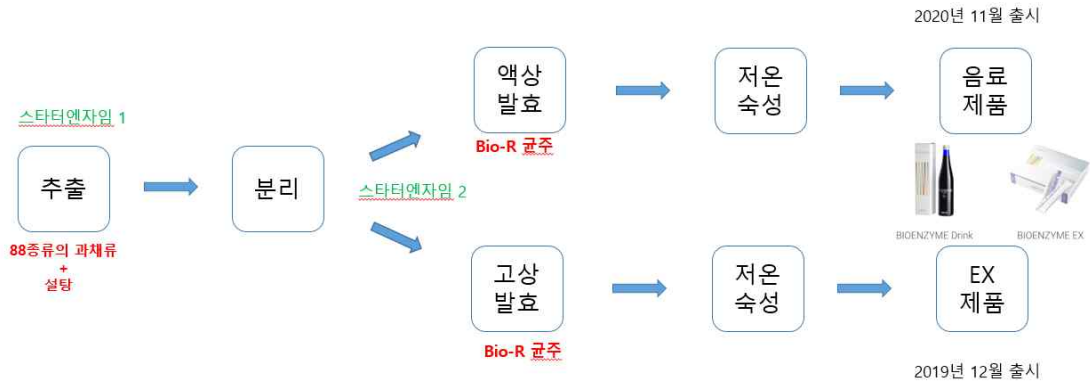 2020년 11월 출시
액상
발효
저온
숙성
음료
제품
스타터엔자임 1
Bio-R 균주
추출
분리
스타터엔자임 2
88종류의 과채류
+
설탕
BIOENZYME Drink
BIOENZYME EX
고상
발효
저온
숙성
EX
제품
Bio-R 균주
2019년 12월 출시